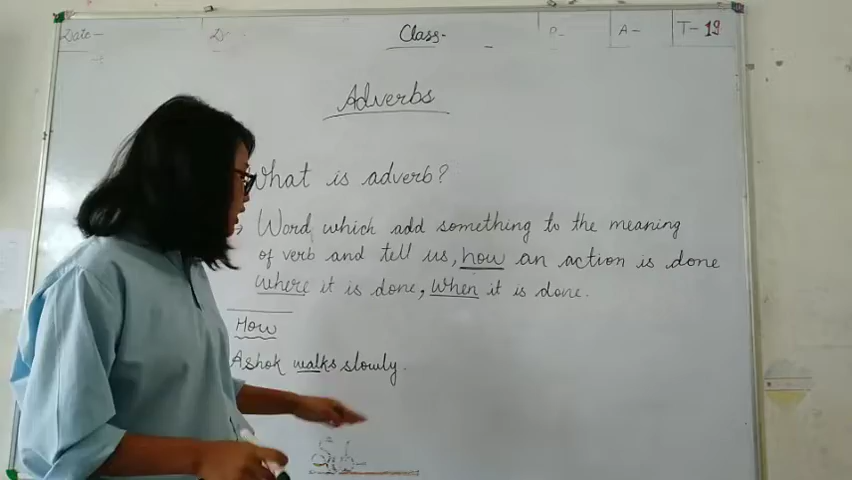 Date-
Class-
A-
T- 19
Adverbs
What is adverb?
Word which add something to the meaning
of verb and tell us, how an action is done
where it is done, When it is done.
How
Ashok walks slowly.